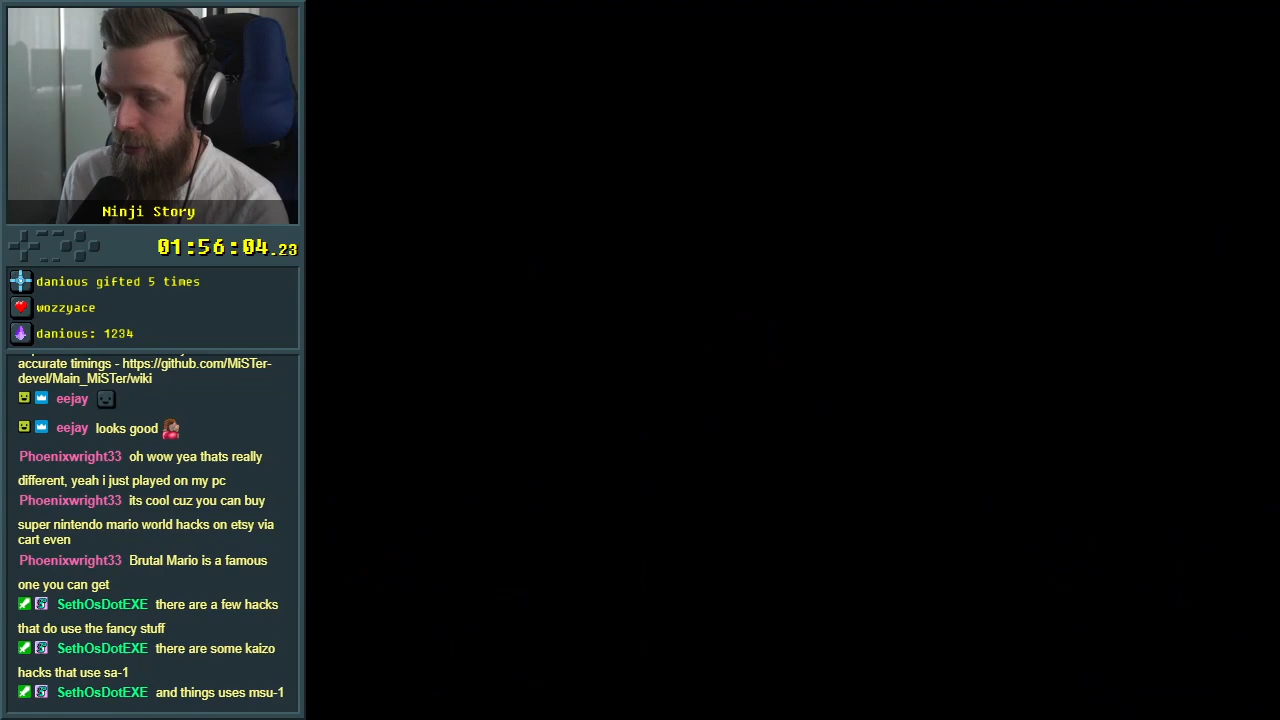 Ninji Story
01:56:04.23
danious gifted 5 times
wozzyace
danious: 1234
accurate timings - https://github.com/MiSTer-
devel/Main_MiSTer/wiki
eejay
eejay looks good
Phoenixwright33 oh wow yea thats really
different, yeah i just played on my pc
Phoenixwright33 its cool cuz you can buy
super nintendo mario world hacks on etsy via
cart even
Phoenixwright33 Brutal Mario is a famous
one you can get
SethOsDotEXE there are a few hacks
that do use the fancy stuff
SethOsDotEXE there are some kaizo
hacks that use sa-1
SethOsDotEXE and things uses msu-1